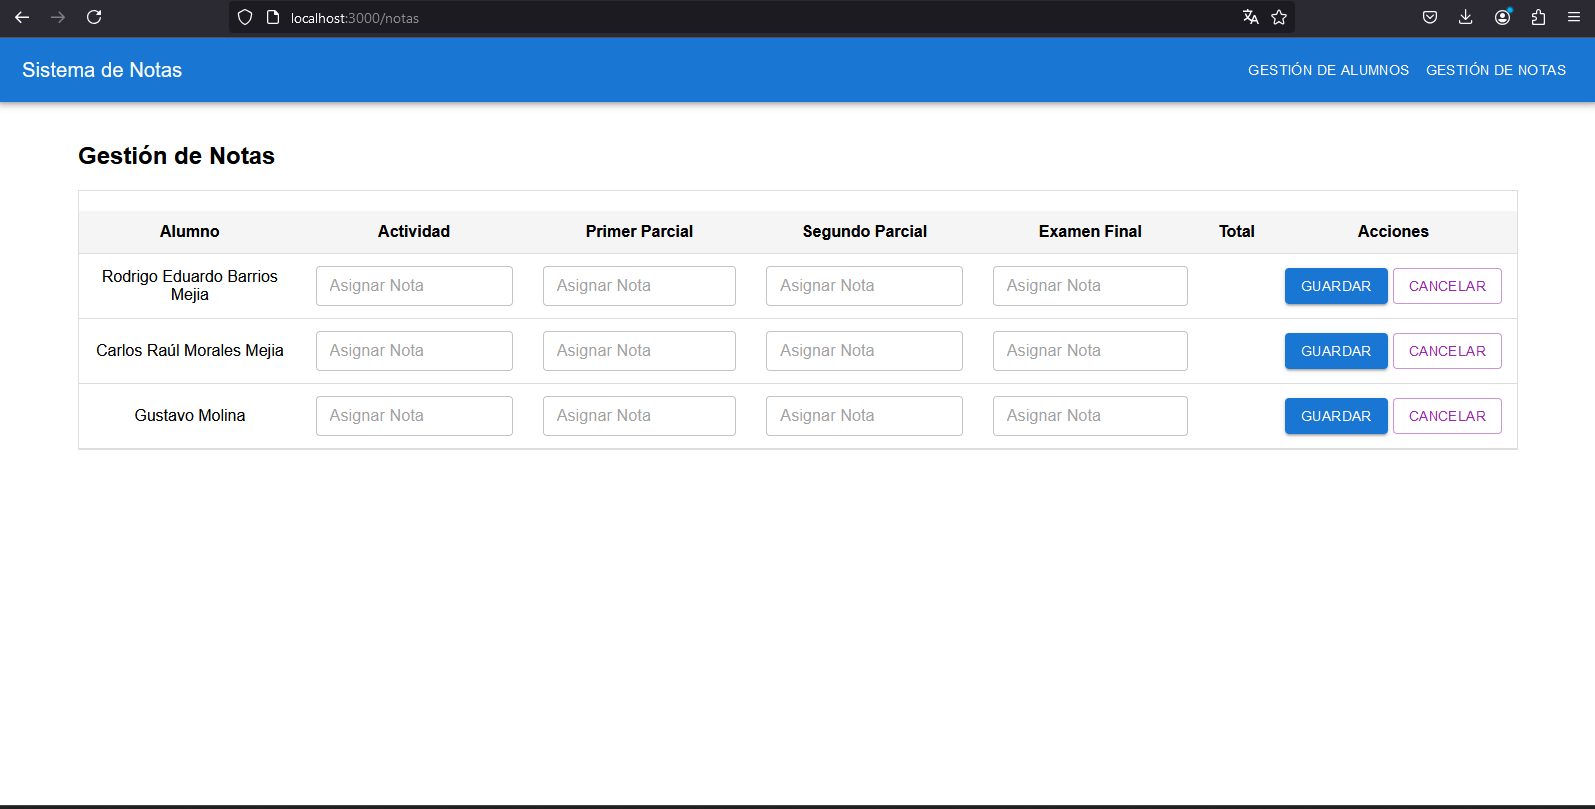 localhost:3000/notas
Sistema de Notas
GESTIÓN DE ALUMNOS
GESTIÓN DE NOTAS
Gestión de Notas
Alumno Actividad Primer Parcial Segundo Parcial Examen Final Total Acciones
Rodrigo Eduardo Barrios
Mejia
Asignar Nota Asignar Nota Asignar Nota Asignar Nota GUARDAR CANCELAR
Carlos Raúl Morales Mejia Asignar Nota Asignar Nota Asignar Nota Asignar Nota GUARDAR CANCELAR
Gustavo Molina Asignar Nota Asignar Nota Asignar Nota Asignar Nota GUARDAR CANCELAR